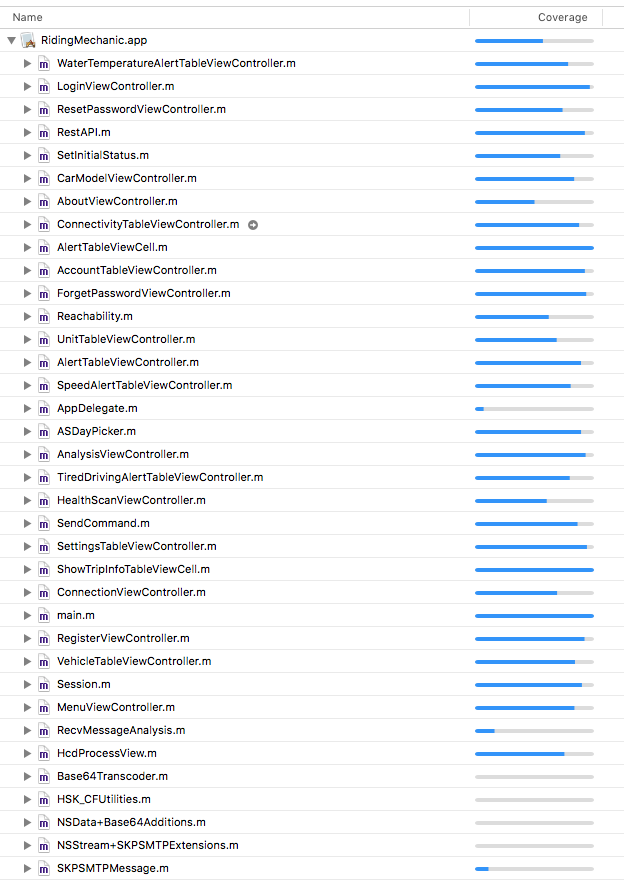 Name Coverage
RidingMechanic.app
m WaterTemperatureAlertTableViewController.m
m LoginViewController.m
m ResetPasswordViewController.m
m RestAPI.m
m SetInitialStatus.m
m CarModelViewController.m
m AboutViewController.m
m ConnectivityTableViewController.m
m AlertTableViewCell.m
m AccountTableViewController.m
m ForgetPasswordViewController.m
m Reachability.m
m UnitTableViewController.m
m AlertTableViewController.m
m SpeedAlertTableViewController.m
m AppDelegate.m
m ASDayPicker.m
m AnalysisViewController.m
m TiredDrivingAlertTableViewController.m
m HealthScanViewController.m
m SendCommand.m
m SettingsTableViewController.m
m ShowTripInfoTableViewCell.m
m ConnectionViewController.m
m main.m
m RegisterViewController.m
m VehicleTableViewController.m
m Session.m
m MenuViewController.m
m RecvMessageAnalysis.m
m HcdProcessView.m
m Base64Transcoder.m
m HSK_CFUtilities.m
m NSData+Base64Additions.m
m NSStream+SKPSMTPExtensions.m
m SKPSMTPMessage.m